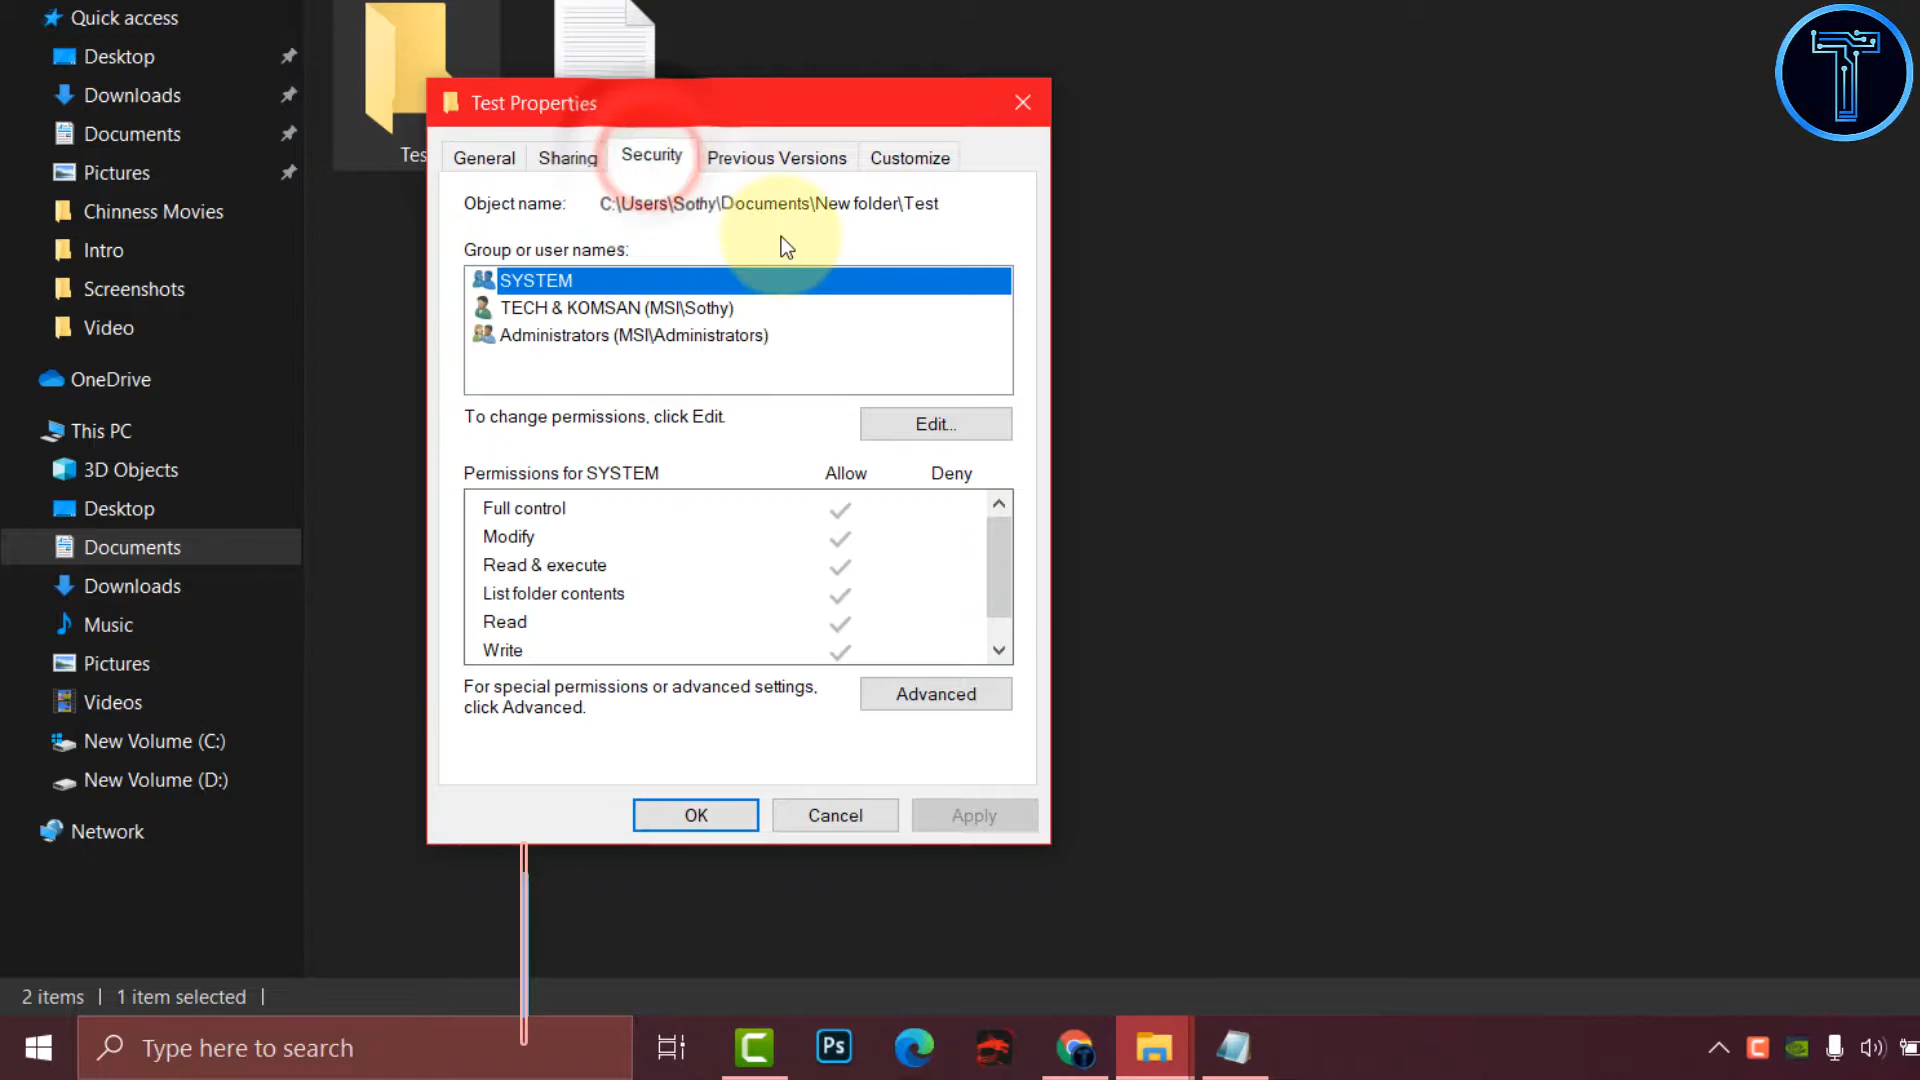 Quick access
Desktop
Downloads
Documents
Pictures
Chinness Movies
Intro
Screenshots
Video
OneDrive
This PC
3D Objects
Desktop
Documents
Downloads
Music
Pictures
Videos
New Volume (C:)
New Volume (D:)
Network
Tes
Test Properties
General Sharing Security Previous Versions Customize
Object name: C:\Users\Sothy\Documents\New folder\Test
Group or user names:
SYSTEM
TECH & KOMSAN (MSI\Sothy)
Administrators (MSI\Administrators)
To change permissions, click Edit. Edit...
Permissions for SYSTEM Allow Deny
Full control
Modify
Read & execute
List folder contents
Read
Write
For special permissions or advanced settings,
click Advanced.
Advanced
OK Cancel Apply
2 items | 1 item selected |
Type here to search
Ps